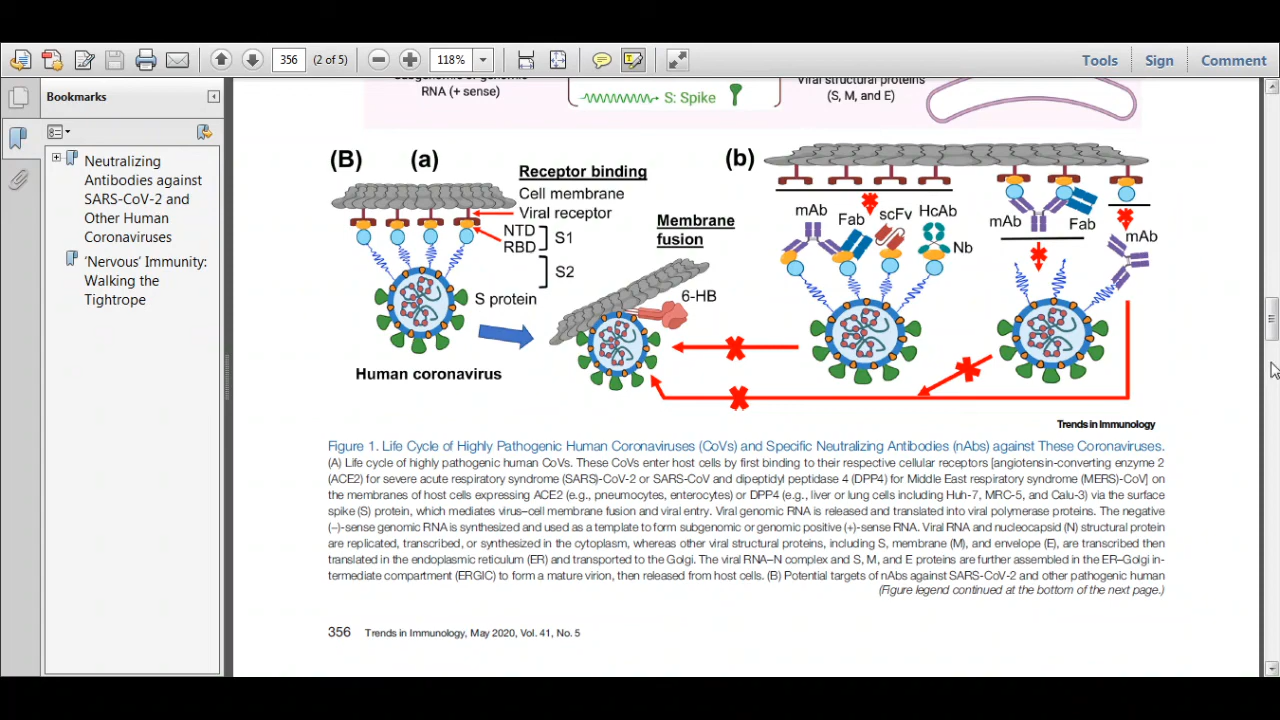 356
(2 of 5)
118%
Tools
Sign
Comment
Bookmarks
Neutralizing
Antibodies against
SARS-CoV-2 and
Other Human
Coronaviruses
'Nervous' Immunity:
Walking the
Tightrope
RNA (+ sense)
S: Spike
Viral structural proteins
(S, M, and E)
(B)
(a)
Receptor binding
Cell membrane
Viral receptor
NTD
RBD
S1
S2
S protein
Membrane
fusion
6-HB
Human coronavirus
(b)
mAb
Fab
scFv
HcAb
Nb
mAb
Fab
mAb
Trends in Immunology
Figure 1. Life Cycle of Highly Pathogenic Human Coronaviruses (CoVs) and Specific Neutralizing Antibodies (nAbs) against These Coronaviruses.
(A) Life cycle of highly pathogenic human CoVs. These CoVs enter host cells by first binding to their respective cellular receptors [angiotensin-converting enzyme 2
(ACE2) for severe acute respiratory syndrome (SARS)-CoV-2 or SARS-CoV and dipeptidyl peptidase 4 (DPP4) for Middle East respiratory syndrome (MERS)-CoV] on
the membranes of host cells expressing ACE2 (e.g., pneumocytes, enterocytes) or DPP4 (e.g., liver or lung cells including Huh-7, MRC-5, and Calu-3) via the surface
spike (S) protein, which mediates virus–cell membrane fusion and viral entry. Viral genomic RNA is released and translated into viral polymerase proteins. The negative
(–)-sense genomic RNA is synthesized and used as a template to form subgenomic or genomic positive (+)-sense RNA. Viral RNA and nucleocapsid (N) structural protein
are replicated, transcribed, or synthesized in the cytoplasm, whereas other viral structural proteins, including S, membrane (M), and envelope (E), are transcribed then
translated in the endoplasmic reticulum (ER) and transported to the Golgi. The viral RNA–N complex and S, M, and E proteins are further assembled in the ER–Golgi in-
termediate compartment (ERGIC) to form a mature virion, then released from host cells. (B) Potential targets of nAbs against SARS-CoV-2 and other pathogenic human
(Figure legend continued at the bottom of the next page.)
356 Trends in Immunology, May 2020, Vol. 41, No. 5